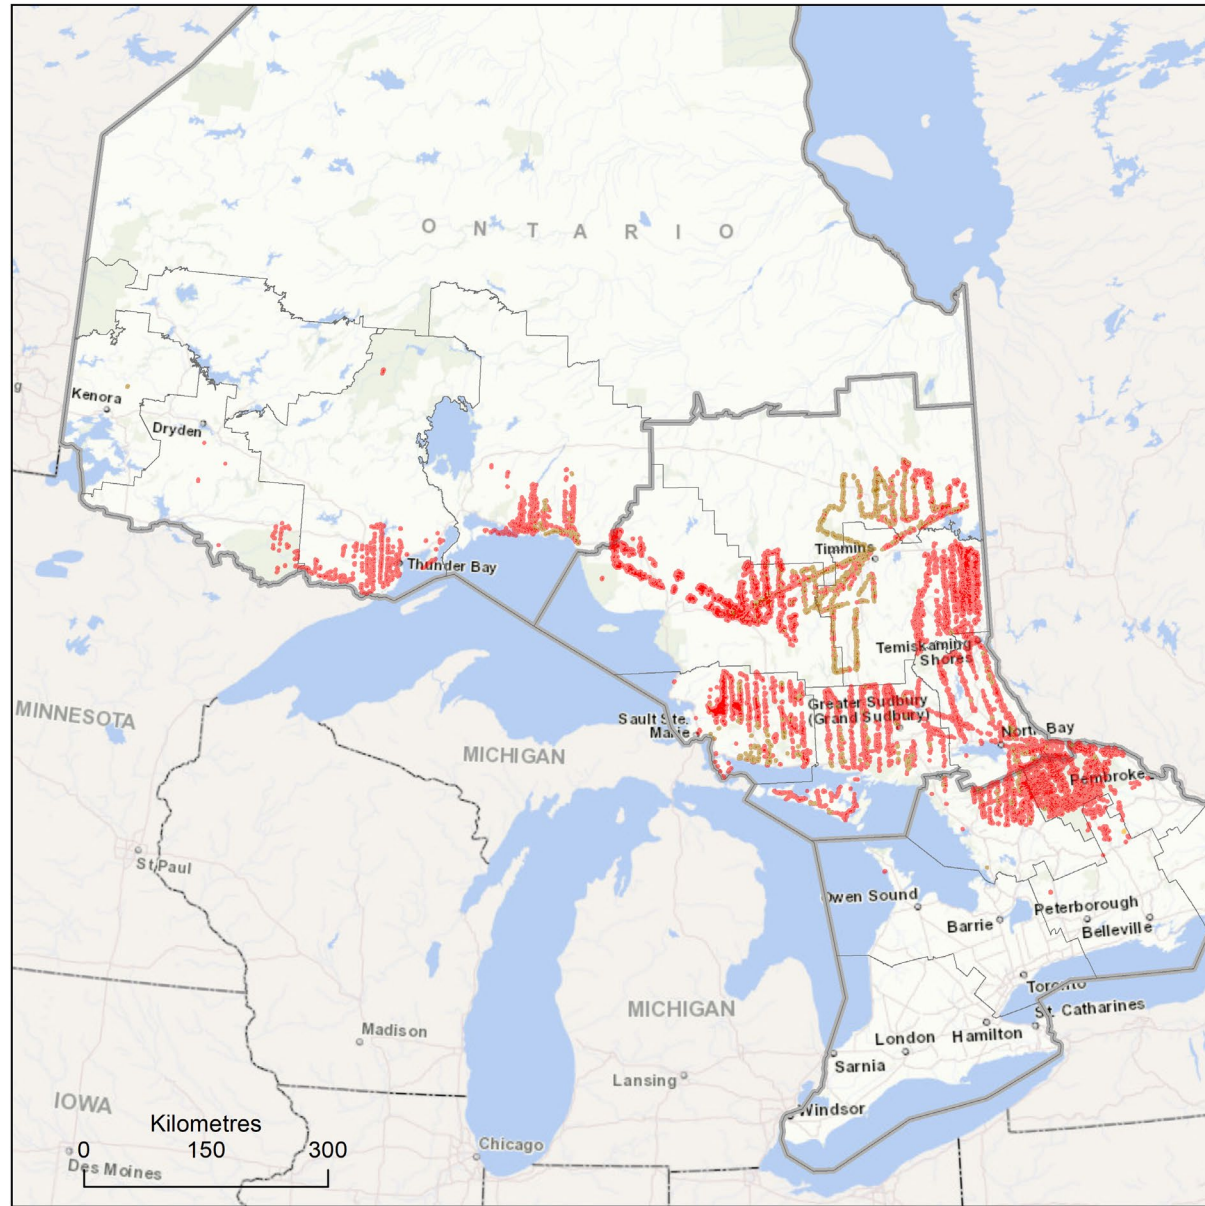 O N T A R I O
g
Kenora
Dryden
Thunder Bay
Timmins
Temiskaming
Shores
Greater Sudbury
(Grand Sudbury)
Sault Ste.
Marie
North Bay
MINNESOTA
MICHIGAN
Pembroke
St Paul
Owen Sound
Peterborough
Barrie
Belleville
Toronto
MICHIGAN
St. Catharines
Madison
London
Hamilton
Sarnia
Lansing
IOWA
Windsor
Kilometres
0 150 300
Chicago
Des Moines